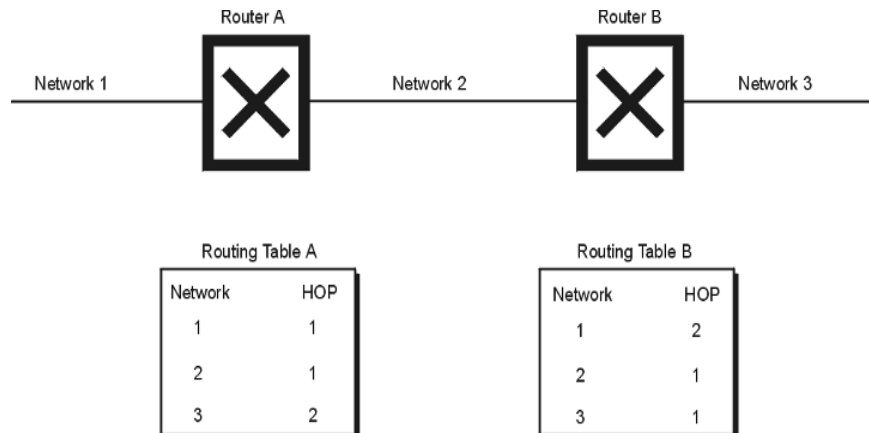 Router A
Router B
Network 1
Network 2
Network 3
Routing Table A
Network HOP
1 1
2 1
3 2
Routing Table B
Network HOP
1 2
2 1
3 1